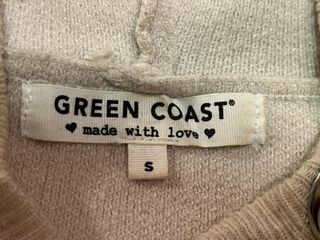 GREEN COAST®
♥ made with love ♥
S